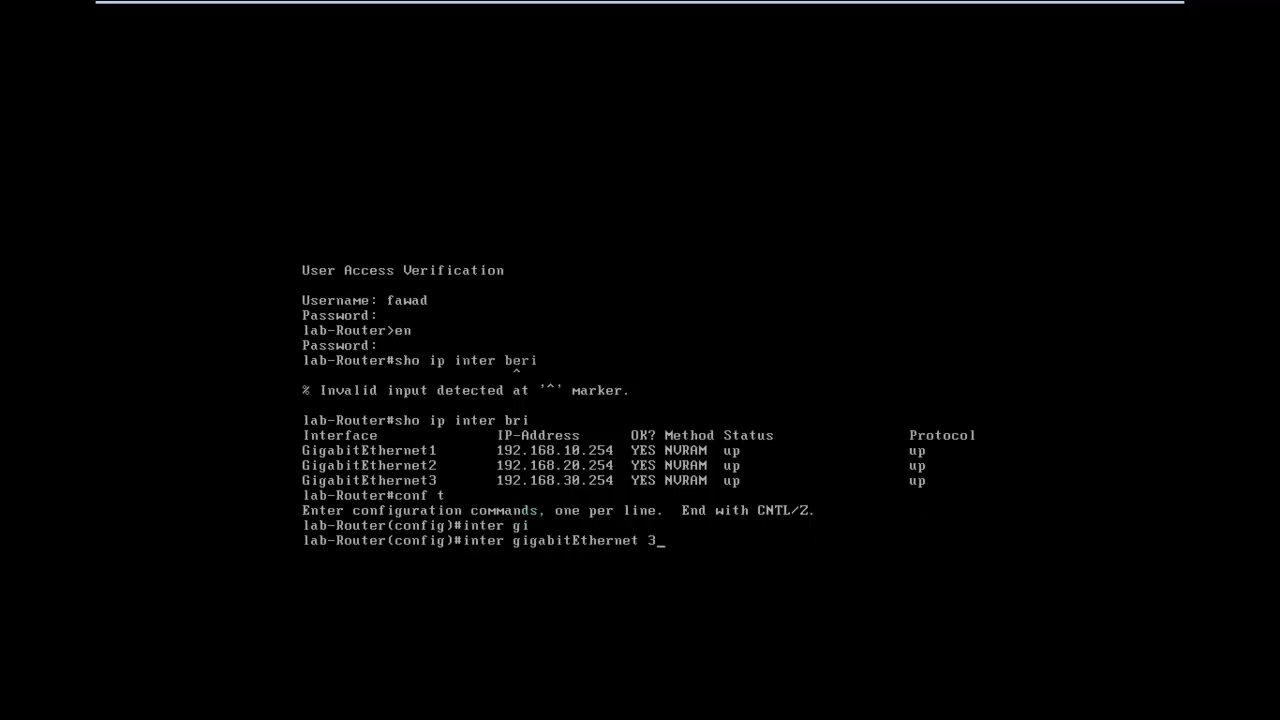 User Access Verification
Username: fawad
Password:
lab-Router>en
Password:
lab-Router#sho ip inter beri
^
% Invalid input detected at '^' marker.
lab-Router#sho ip inter bri
Interface IP-Address OK? Method Status Protocol
GigabitEthernet1 192.168.10.254 YES NVRAM up up
GigabitEthernet2 192.168.20.254 YES NVRAM up up
GigabitEthernet3 192.168.30.254 YES NVRAM up up
lab-Router#conf t
Enter configuration commands, one per line. End with CNTL/Z.
lab-Router(config)#inter gi
lab-Router(config)#inter gigabitEthernet 3_